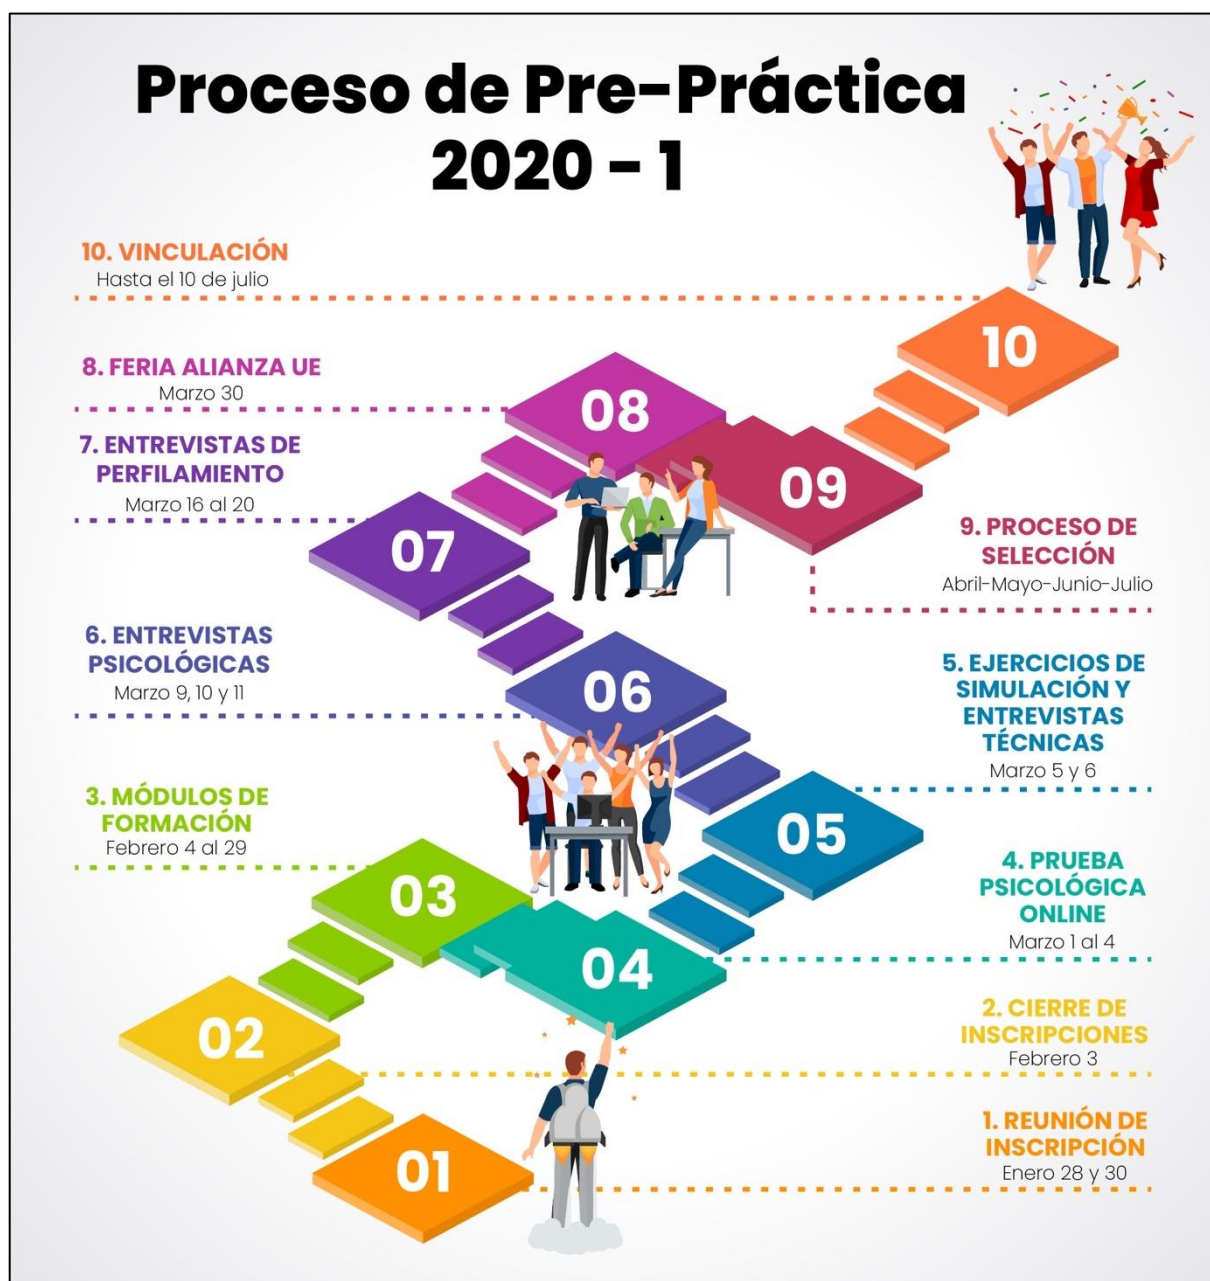 Proceso de Pre-Práctica
2020 - 1
10. VINCULACIÓN
Hasta el 10 de julio
10
8. FERIA ALIANZA UE
Marzo 30
08
7. ENTREVISTAS DE
PERFILAMIENTO
Marzo 16 al 20
07
09
9. PROCESO DE
SELECCIÓN
Abril-Mayo-Junio-Julio
6. ENTREVISTAS
PSICOLÓGICAS
Marzo 9, 10 y 11
06
5. EJERCICIOS DE
SIMULACIÓN Y
ENTREVISTAS
TÉCNICAS
Marzo 5 y 6
05
3. MÓDULOS DE
FORMACIÓN
Febrero 4 al 29
03
4. PRUEBA
PSICOLÓGICA
ONLINE
Marzo 1 al 4
04
02
2. CIERRE DE
INSCRIPCIONES
Febrero 3
01
1. REUNIÓN DE
INSCRIPCIÓN
Enero 28 y 30